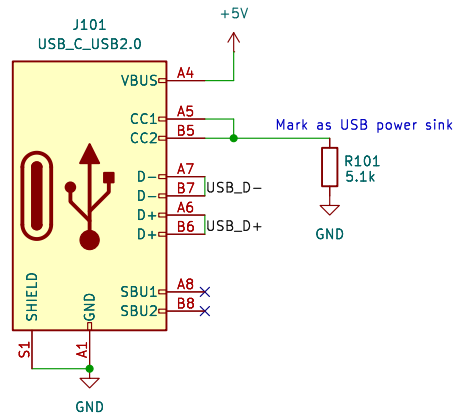 +5V
J101
USB_C_USB2.0
VBUS
A4
CC1
A5
CC2
B5
Mark as USB power sink
R101
5.1k
GND
D-
A7
D-
B7
USB_D-
D+
A6
D+
B6
USB_D+
SBU1
A8
SBU2
B8
SHIELD
GND
S1
A1
GND